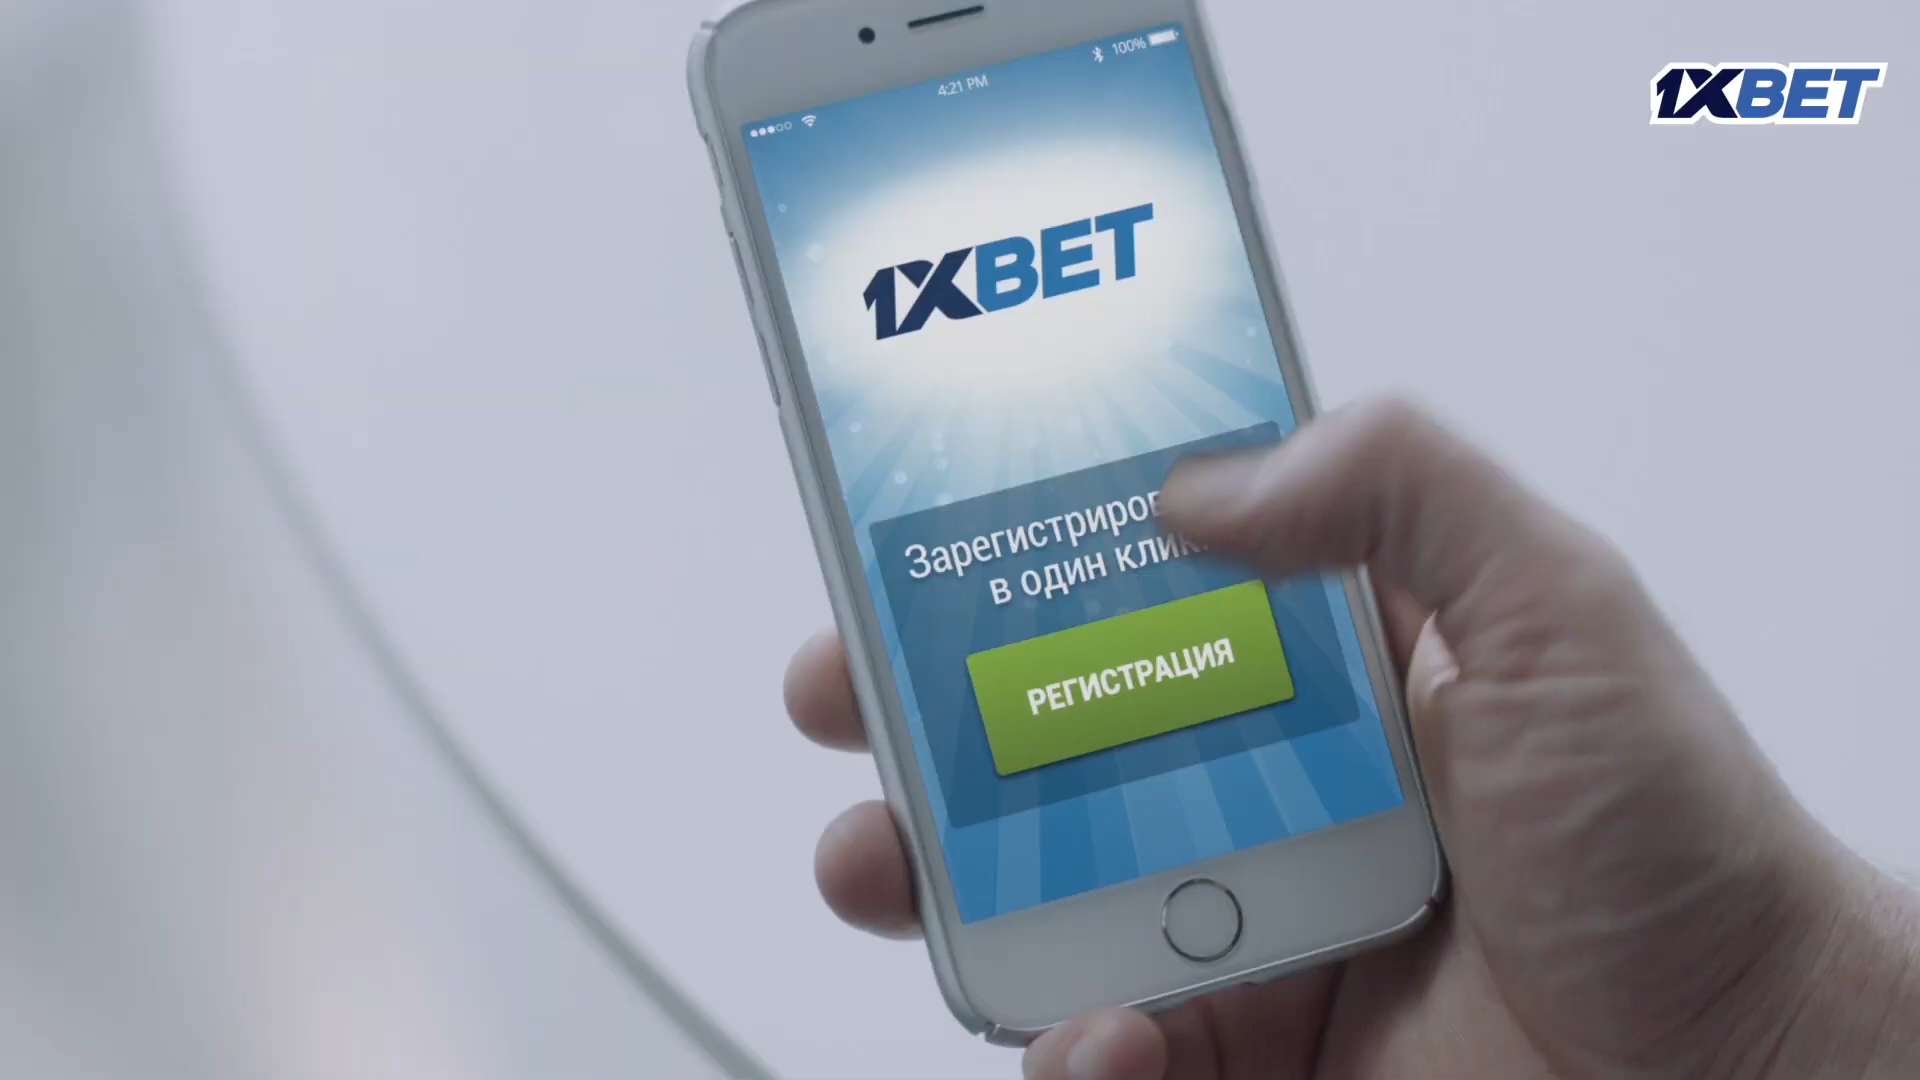 1XBET
4:21 PM
100%
1XBET
в один
РЕГИСТРАЦИЯ